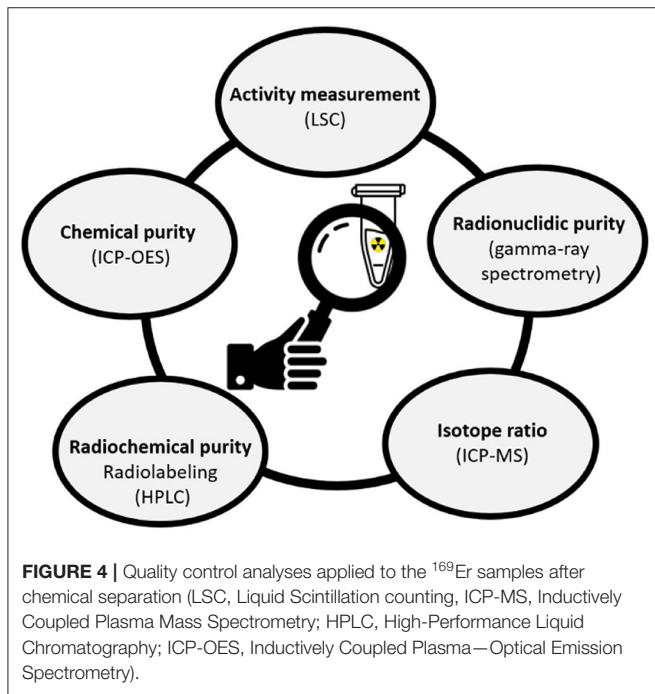 Activity measurement
(LSC)
Chemical purity
(ICP-OES)
Radionuclidic purity
(gamma-ray
spectrometry)
Radiochemical purity
Radiolabeling
(HPLC)
Isotope ratio
(ICP-MS)
FIGURE 4 | Quality control analyses applied to the ¹⁶⁹Er samples after
chemical separation (LSC, Liquid Scintillation counting, ICP-MS, Inductively
Coupled Plasma Mass Spectrometry; HPLC, High-Performance Liquid
Chromatography; ICP-OES, Inductively Coupled Plasma—Optical Emission
Spectrometry).